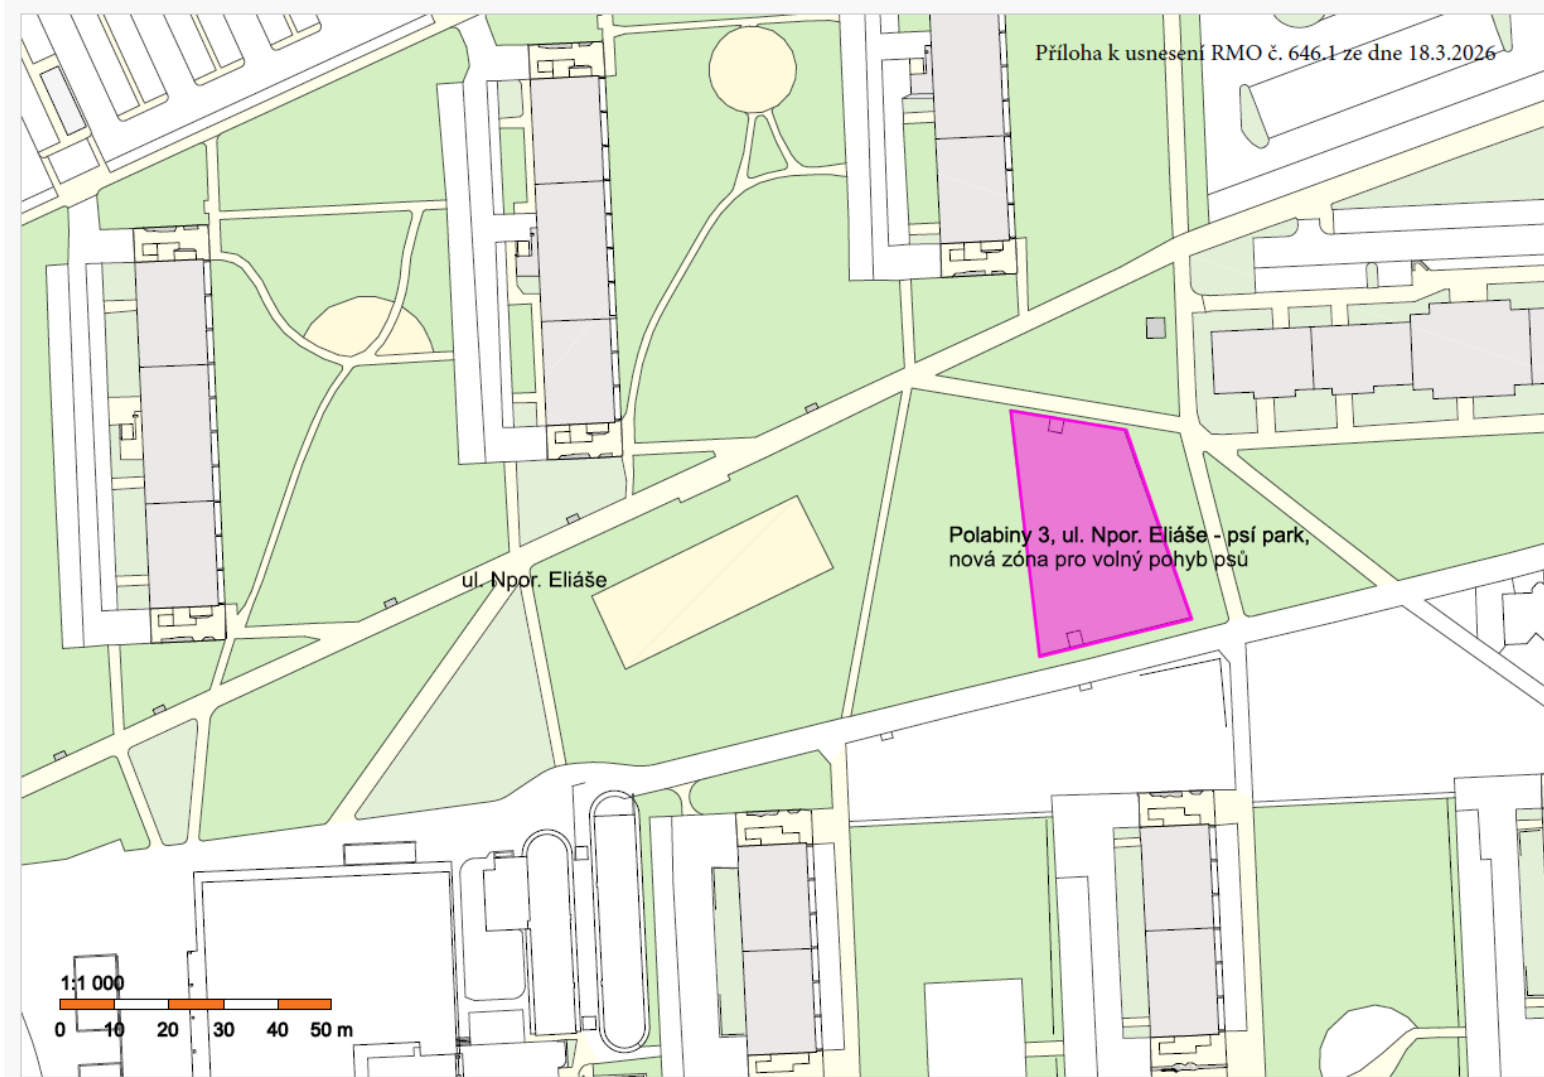 Příloha k usnesení RMO č. 646.1 ze dne 18.3.2026
Polabiny 3, ul. Npor. Eliáše - psí park,
nová zóna pro volný pohyb psů
ul. Npor. Eliáše
1:1 000
0 10 20 30 40 50 m